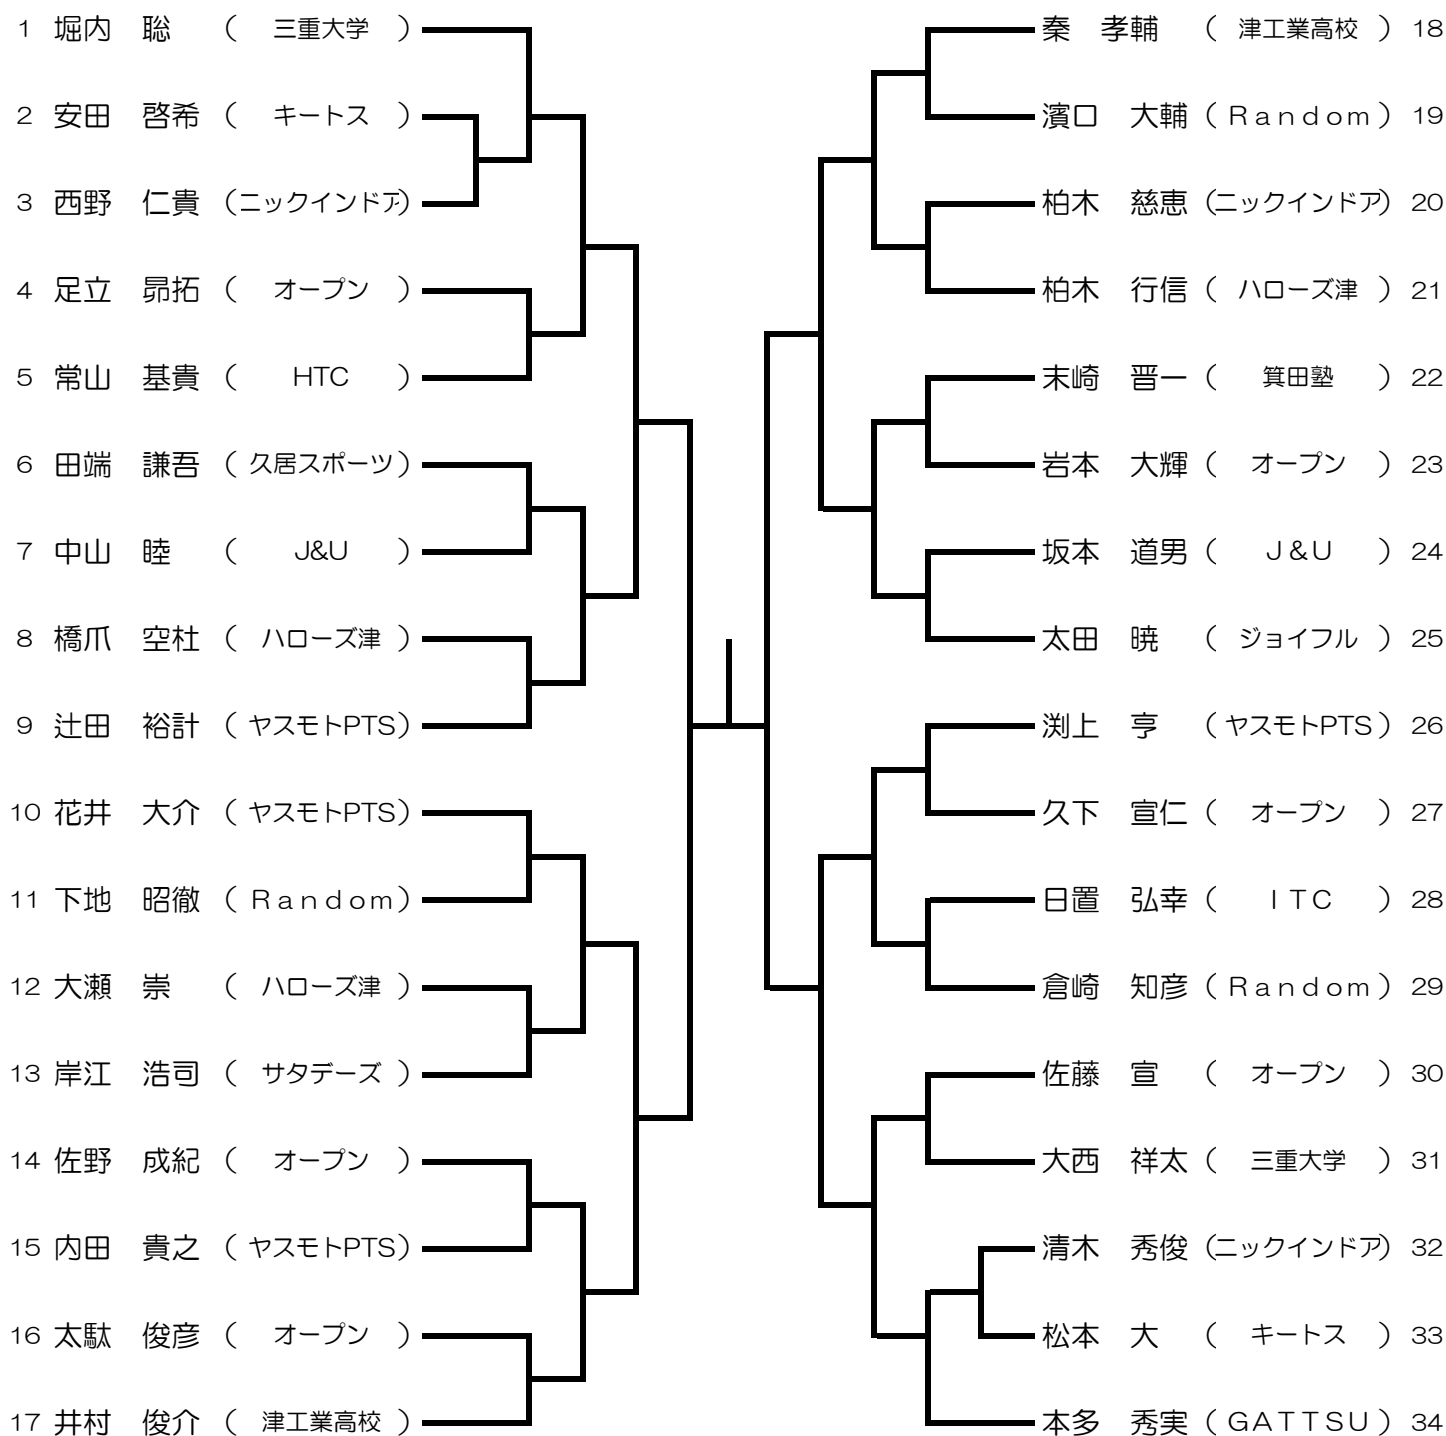 1 堀内 聡 ( 三重大学 )
2 安田 啓希 ( キートス )
3 西野 仁貴 (ニックインドア)
4 足立 昴拓 ( オープン )
5 常山 基貴 ( HTC )
6 田端 謙吾 ( 久居スポーツ )
7 中山 睦 ( J&U )
8 橋爪 空杜 ( ハローズ津 )
9 辻田 裕計 ( ヤスモトPTS )
10 花井 大介 ( ヤスモトPTS )
11 下地 昭徹 ( Random )
12 大瀬 崇 ( ハローズ津 )
13 岸江 浩司 ( サタデーズ )
14 佐野 成紀 ( オープン )
15 内田 貴之 ( ヤスモトPTS )
16 太駄 俊彦 ( オープン )
17 井村 俊介 ( 津工業高校 )
秦 孝輔 ( 津工業高校 ) 18
濱口 大輔 ( Random ) 19
柏木 慈恵 (ニックインドア) 20
柏木 行信 ( ハローズ津 ) 21
末崎 晋一 ( 箕田塾 ) 22
岩本 大輝 ( オープン ) 23
坂本 道男 ( J&U ) 24
太田 暁 ( ジョイフル ) 25
渕上 亨 ( ヤスモトPTS ) 26
久下 宣仁 ( オープン ) 27
日置 弘幸 ( ITC ) 28
倉崎 知彦 ( Random ) 29
佐藤 宣 ( オープン ) 30
大西 祥太 ( 三重大学 ) 31
清木 秀俊 (ニックインドア) 32
松本 大 ( キートス ) 33
本多 秀実 ( GATTSU ) 34